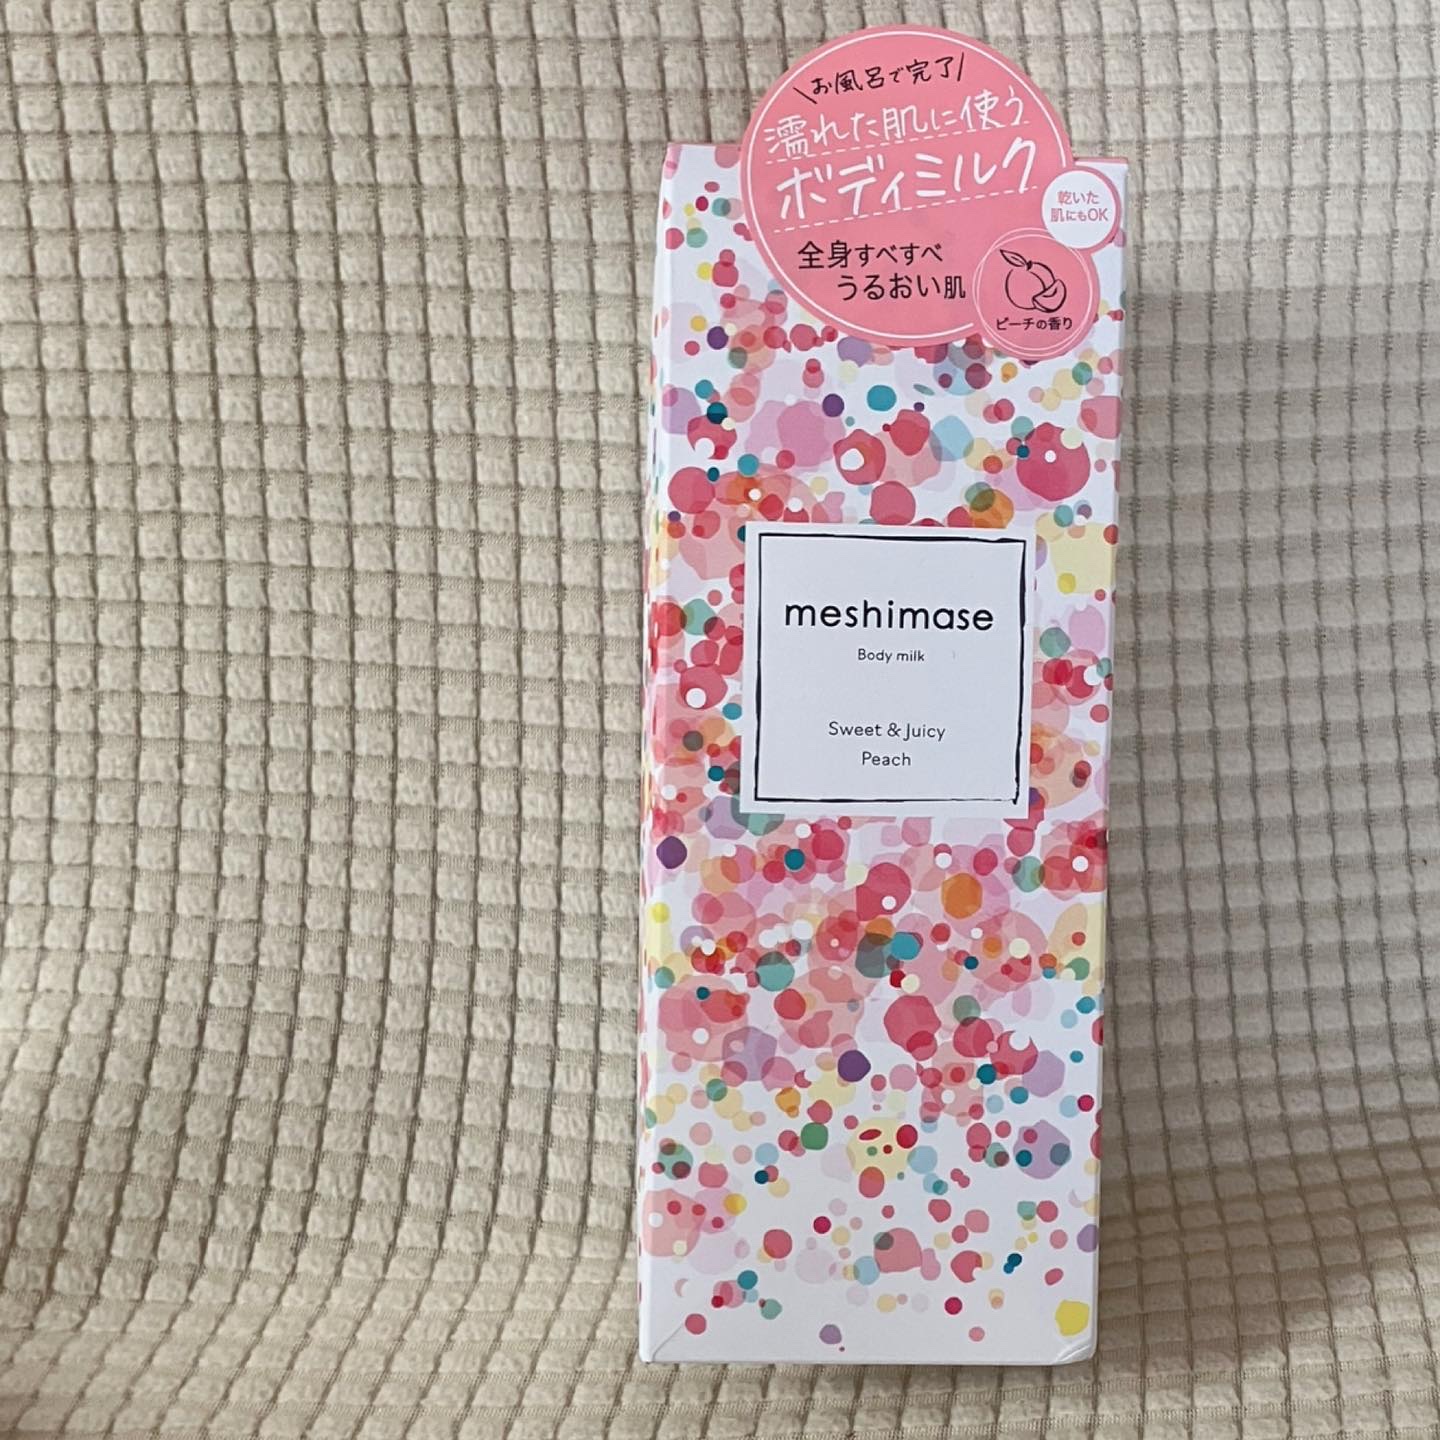 \お風呂で完了/
濡れた肌に使う
ボディミルク
乾いた
肌にもOK
全身すべすべ
うるおい肌
ピーチの香り
meshimase
Body milk
Sweet & Juicy
Peach